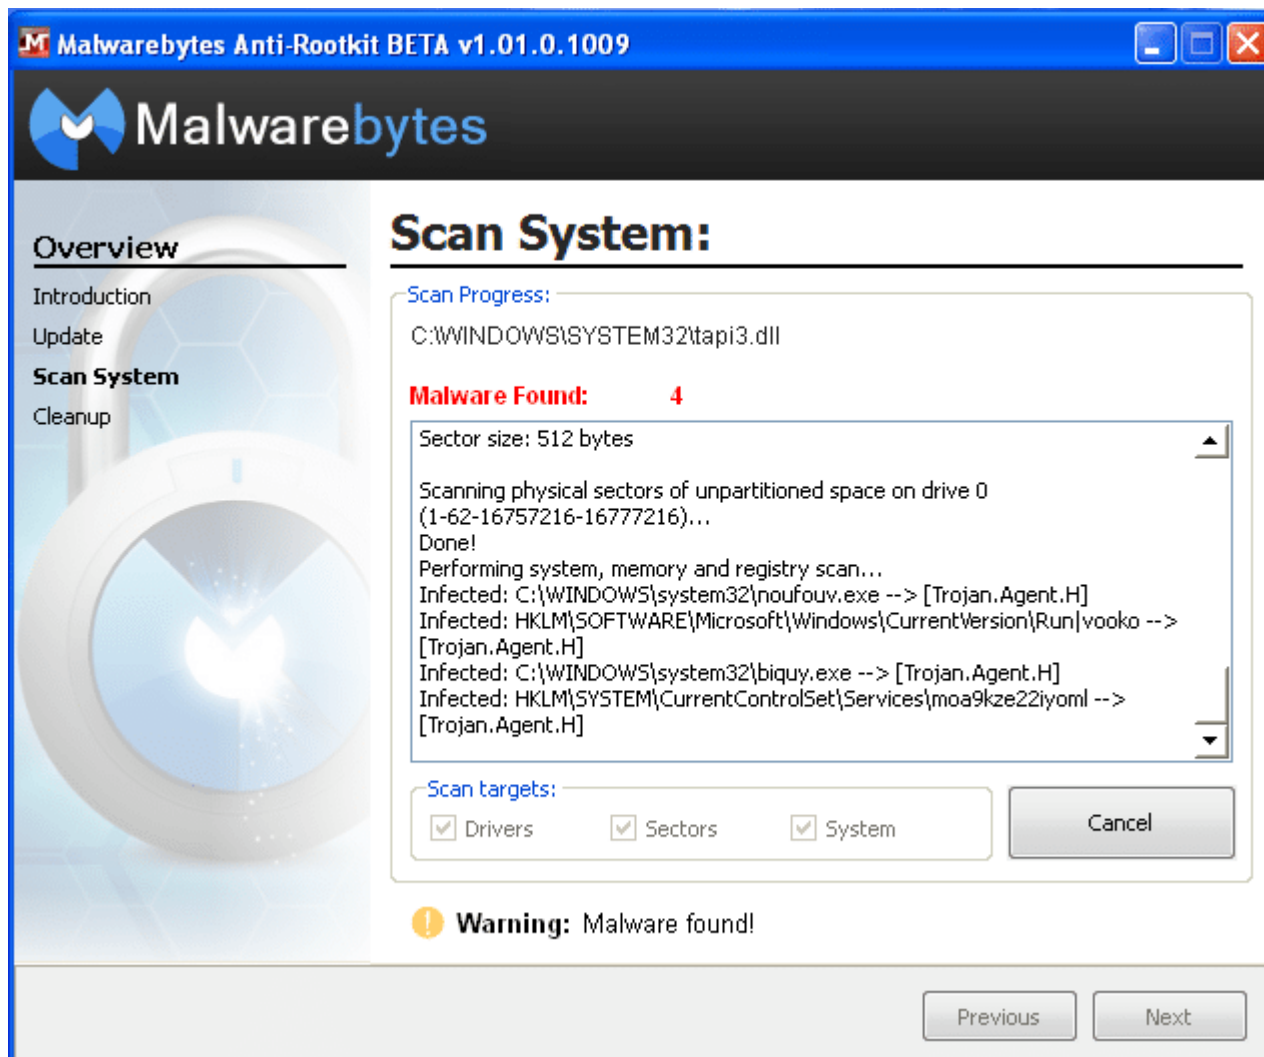 Malwarebytes Anti-Rootkit BETA v1.01.0.1009
Malwarebytes
Overview
Introduction
Update
Scan System
Cleanup
Scan System:
Scan Progress:
C:\WINDOWS\SYSTEM32\tapi3.dll
Malware Found: 4
Sector size: 512 bytes
Scanning physical sectors of unpartitioned space on drive 0
(1-62-16757216-16777216)...
Done!
Performing system, memory and registry scan...
Infected: C:\WINDOWS\system32\noufouv.exe --> [Trojan.Agent.H]
Infected: HKLM\SOFTWARE\Microsoft\Windows\CurrentVersion\Run|vooko -->
[Trojan.Agent.H]
Infected: C:\WINDOWS\system32\biquy.exe --> [Trojan.Agent.H]
Infected: HKLM\SYSTEM\CurrentControlSet\Services\moa9kze22iyoml -->
[Trojan.Agent.H]
Scan targets:
Drivers Sectors System
Cancel
Warning: Malware found!
Previous Next